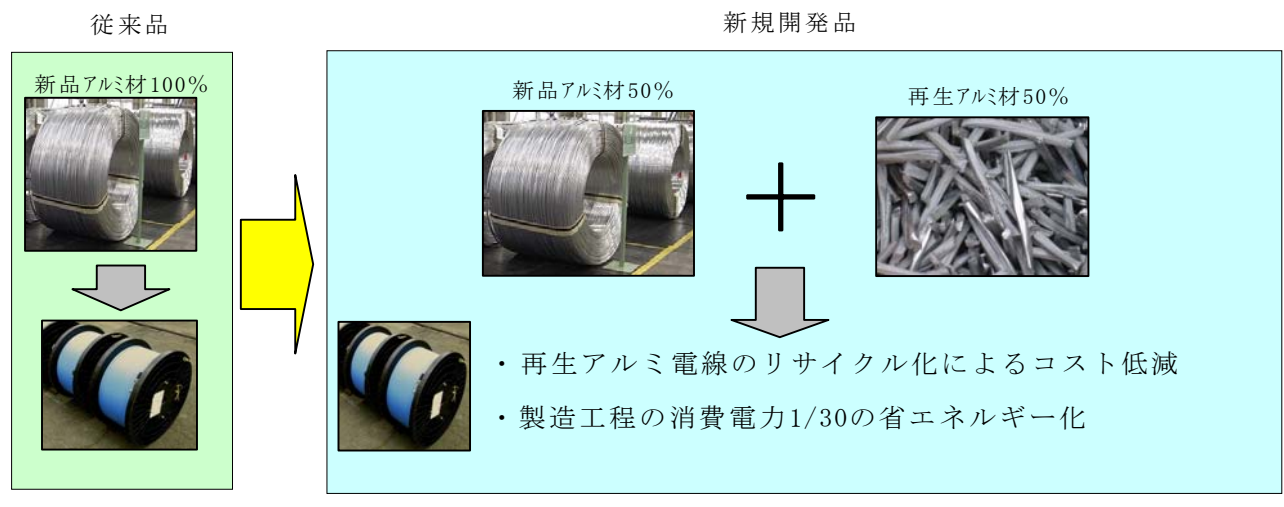 従来品
新規開発品
新品アルミ材100%
新品アルミ材50%
再生アルミ材50%
・再生アルミ電線のリサイクル化によるコスト低減
・製造工程の消費電力1/30の省エネルギー化